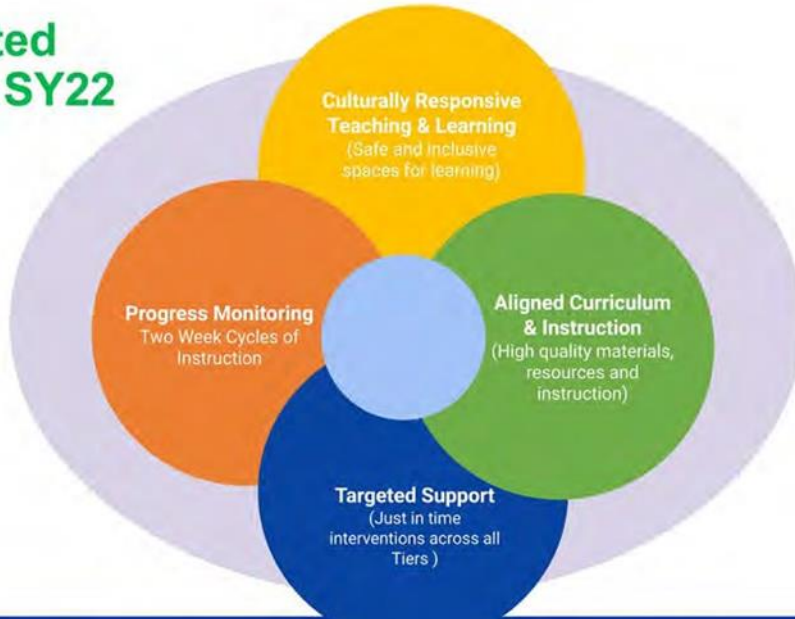 ted
SY22
Culturally Responsive
Teaching & Learning
(Safe and inclusive
spaces for learning)
Progress Monitoring
Two Week Cycles of
Instruction
Aligned Curriculum
& Instruction
(High quality materials,
resources and
instruction)
Targeted Support
(Just in time
interventions across all
Tiers )